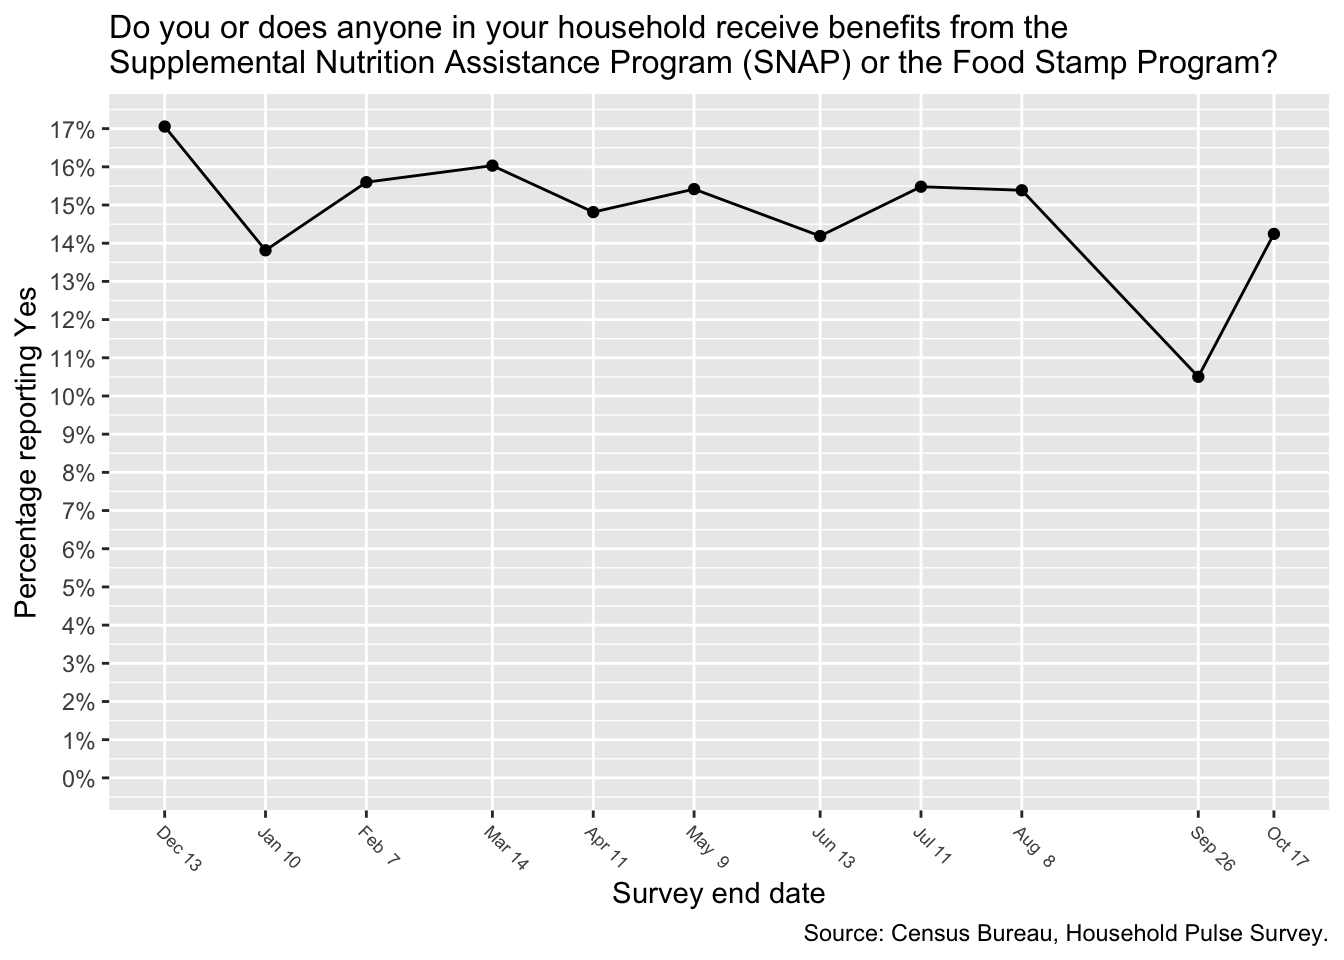 Do you or does anyone in your household receive benefits from the
Supplemental Nutrition Assistance Program (SNAP) or the Food Stamp Program?
Percentage reporting Yes
17%
16%
15%
14%
13%
12%
11%
10%
9%
8%
7%
6%
5%
4%
3%
2%
1%
0%
Dec 13
Jan 10
Feb 7
Mar 14
Apr 11
May 9
Jun 13
Jul 11
Aug 8
Sep 26
Oct 17
Survey end date
Source: Census Bureau, Household Pulse Survey.